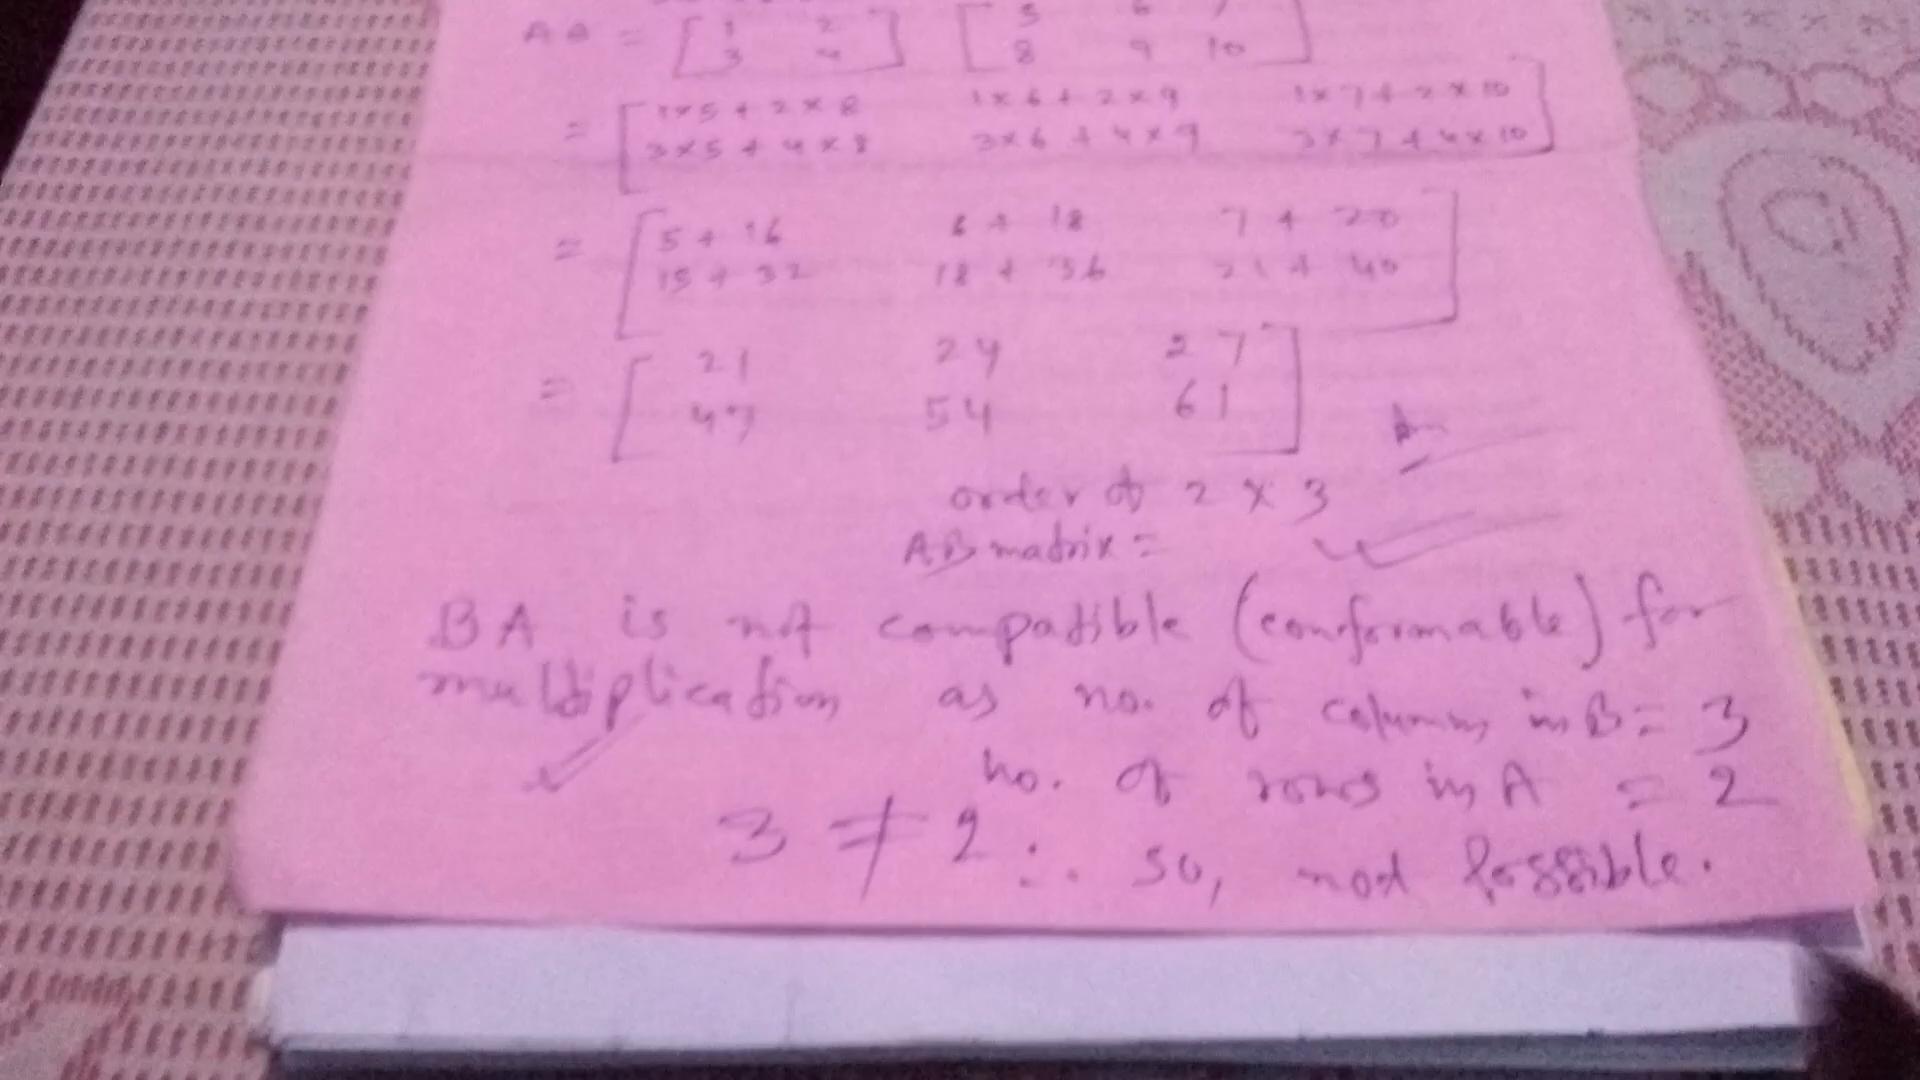 AB = [ 1 2 ] [ 5 6 7 ]
3 4 8 9 10
= [ 1×5 + 2×8 1×6 + 2×9 1×7 + 2×10 ]
3×5 + 4×8 3×6 + 4×9 3×7 + 4×10
= [ 5 + 16 6 + 18 7 + 20 ]
15 + 32 18 + 36 21 + 40
= [ 21 24 27 ]
47 54 61
order of 2 × 3
AB matrix =
BA is not compatible (conformable) for
multiplication as no. of columns in B = 3
no. of rows in A = 2
3 ≠ 2 ∴ so, not possible.